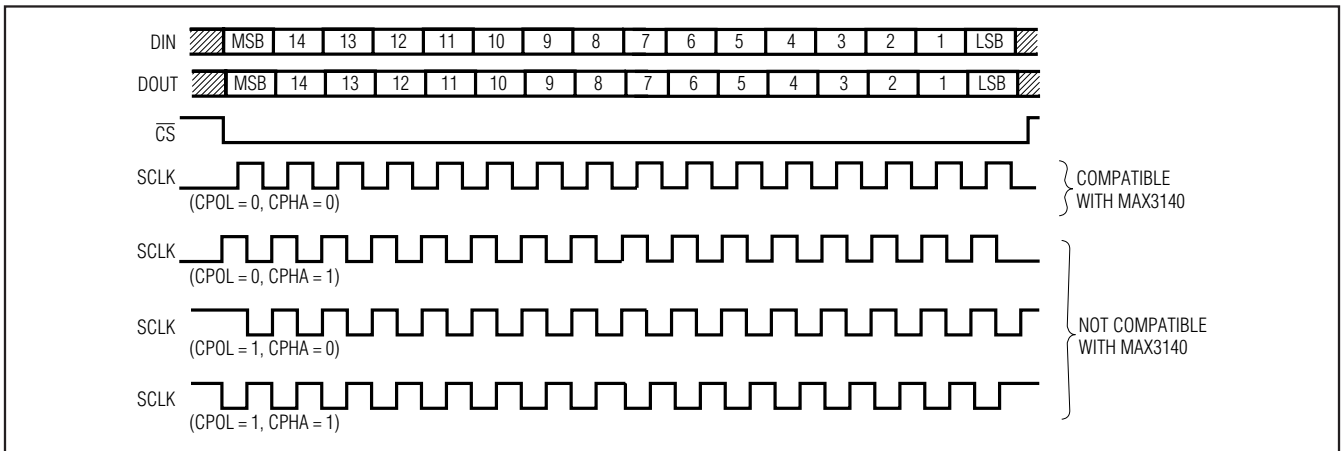 DIN MSB 14 13 12 11 10 9 8 7 6 5 4 3 2 1 LSB
DOUT MSB 14 13 12 11 10 9 8 7 6 5 4 3 2 1 LSB
CS
SCLK
(CPOL = 0, CPHA = 0)
COMPATIBLE
WITH MAX3140
SCLK
(CPOL = 0, CPHA = 1)
SCLK
(CPOL = 1, CPHA = 0)
NOT COMPATIBLE
WITH MAX3140
SCLK
(CPOL = 1, CPHA = 1)